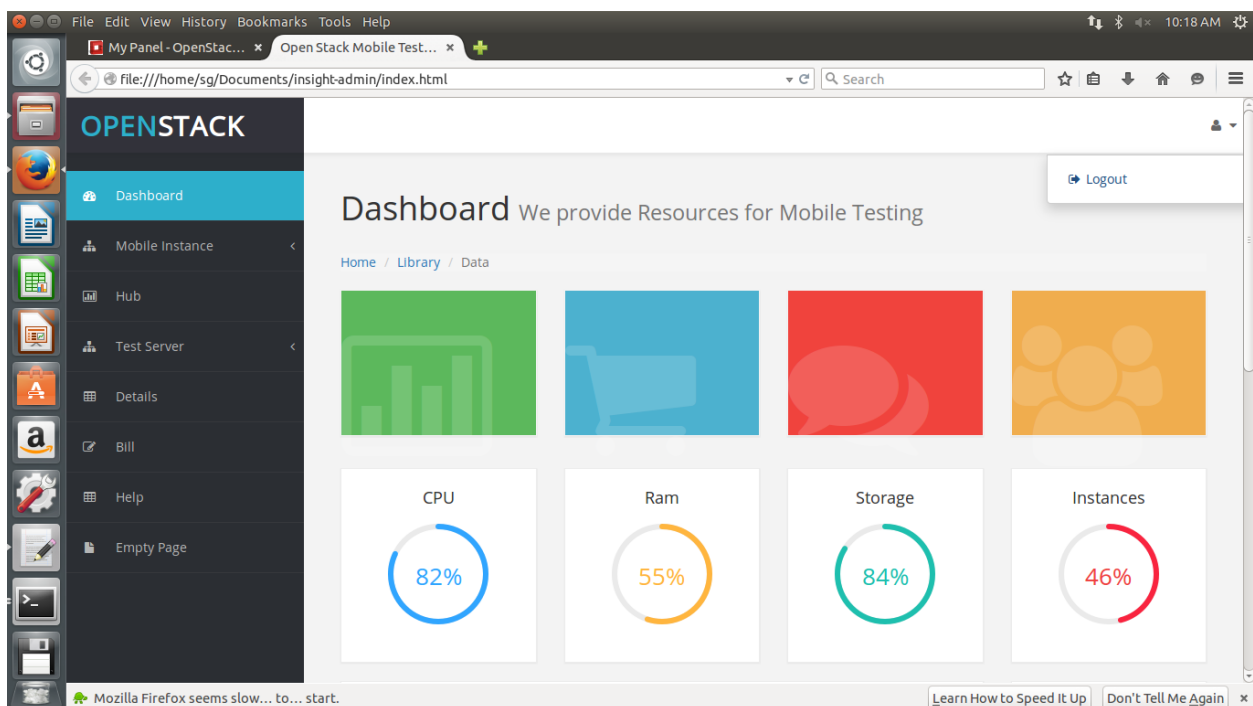 File Edit View History Bookmarks Tools Help 10:18 AM
My Panel - OpenStac... × Open Stack Mobile Test... ×
file:///home/sg/Documents/insight-admin/index.html Search
OPENSTACK
Logout
Dashboard
Mobile Instance
Hub
Test Server
Details
Bill
Help
Empty Page
Dashboard We provide Resources for Mobile Testing
Home / Library / Data
CPU Ram Storage Instances
82% 55% 84% 46%
Mozilla Firefox seems slow... to... start. Learn How to Speed It Up Don't Tell Me Again ×